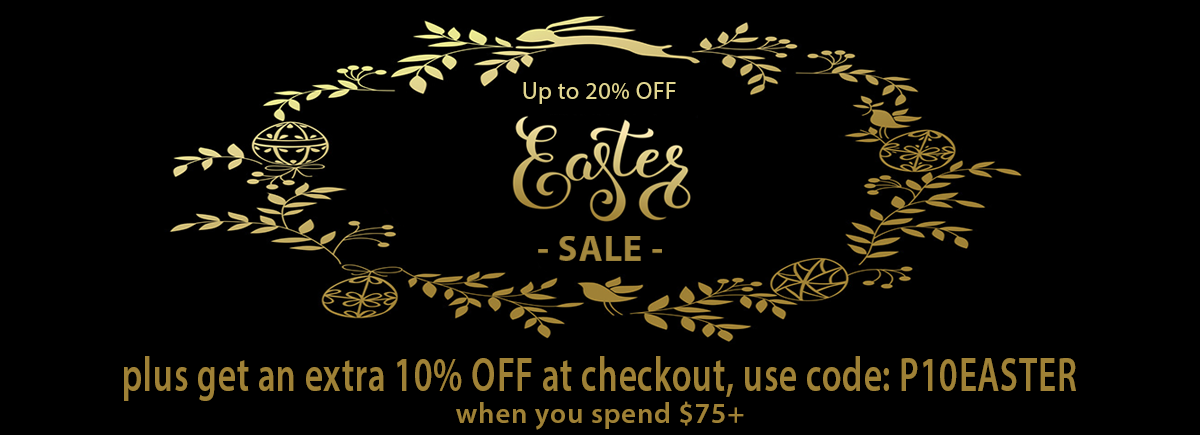 Up to 20% OFF
Easter
- SALE -
plus get an extra 10% OFF at checkout, use code: P10EASTER
when you spend $75+